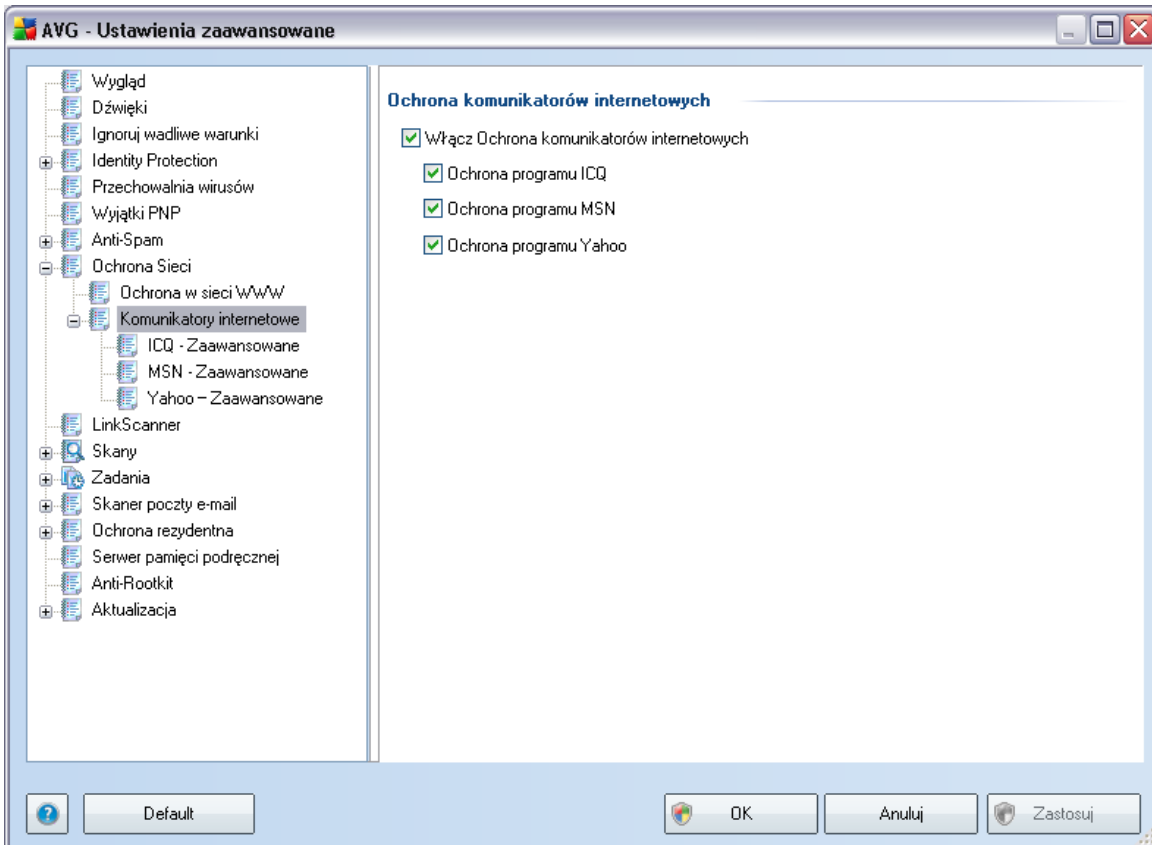 AVG - Ustawienia zaawansowane
Wygląd
Dźwięki
Ignoruj wadliwe warunki
Identity Protection
Przechowalnia wirusów
Wyjątki PNP
Anti-Spam
Ochrona Sieci
Ochrona w sieci WWW
Komunikatory internetowe
ICQ - Zaawansowane
MSN - Zaawansowane
Yahoo – Zaawansowane
LinkScanner
Skany
Zadania
Skaner poczty e-mail
Ochrona rezydentna
Serwer pamięci podręcznej
Anti-Rootkit
Aktualizacja
Ochrona komunikatorów internetowych
Włącz Ochrona komunikatorów internetowych
Ochrona programu ICQ
Ochrona programu MSN
Ochrona programu Yahoo
Default
OK
Anuluj
Zastosuj